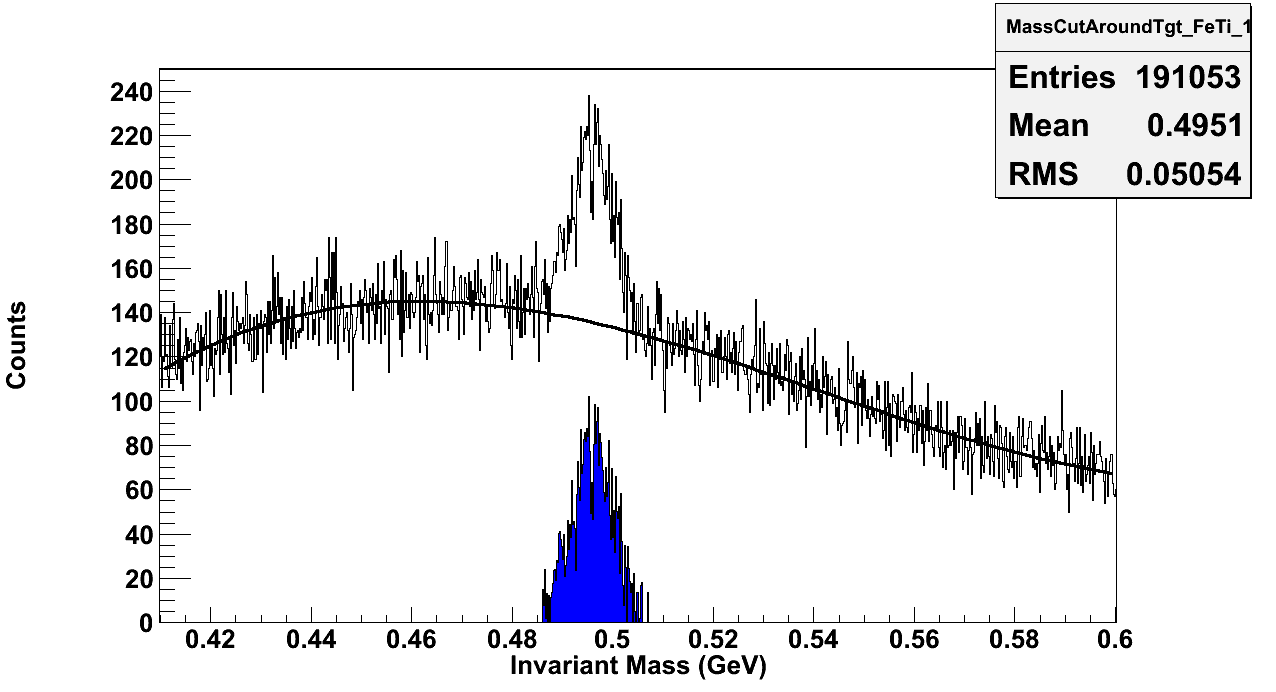 MassCutAroundTgt_FeTi_1
Entries 191053
Mean 0.4951
RMS 0.05054
Counts
240
220
200
180
160
140
120
100
80
60
40
20
0
0.42 0.44 0.46 0.48 0.5 0.52 0.54 0.56 0.58 0.6
Invariant Mass (GeV)